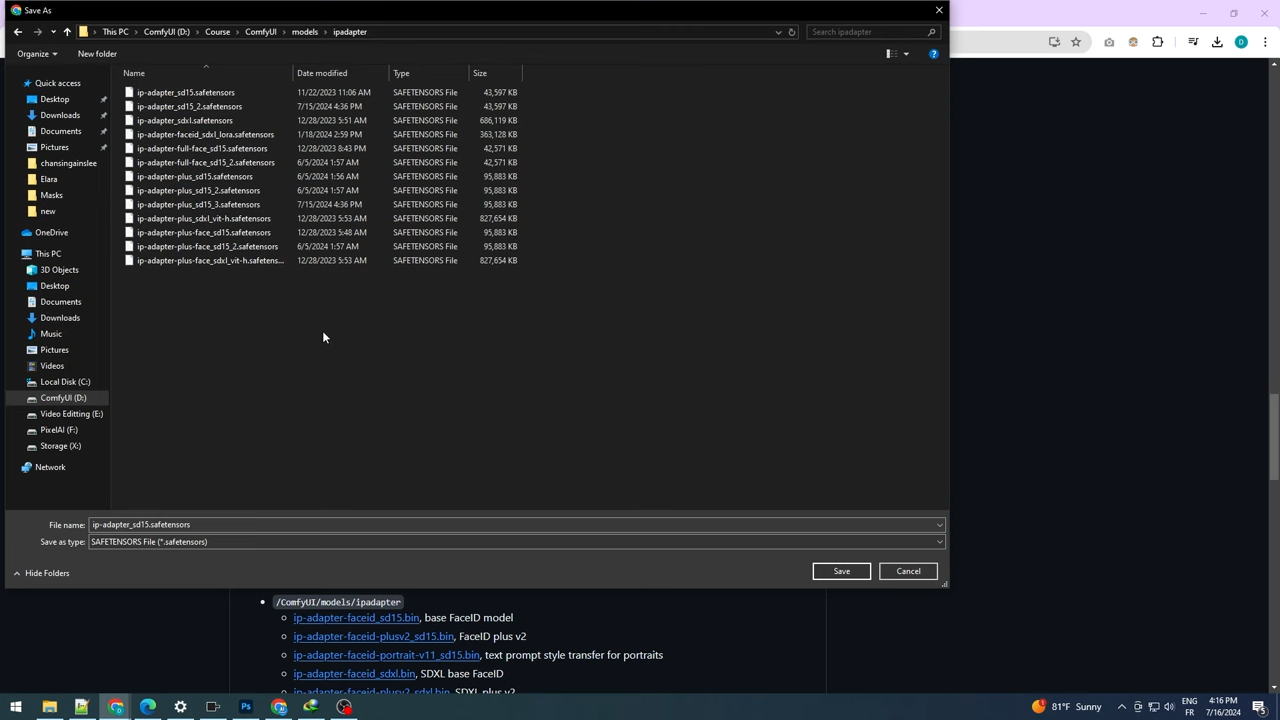 Save As
This PC > ComfyUI (D:) > Course > ComfyUI > models > ipadapter
Search ipadapter
Organize
New folder
Name Date modified Type Size
Quick access
Desktop
Downloads
Documents
Pictures
chansingainslee
Elara
Masks
new
OneDrive
This PC
3D Objects
Desktop
Documents
Downloads
Music
Pictures
Videos
Local Disk (C:)
ComfyUI (D:)
Video Editting (E:)
PixelAI (F:)
Storage (X:)
Network
ip-adapter_sd15.safetensors 11/22/2023 11:06 AM SAFETENSORS File 43,597 KB
ip-adapter_sd15_2.safetensors 7/15/2024 4:36 PM SAFETENSORS File 43,597 KB
ip-adapter_sdxl.safetensors 12/28/2023 5:51 AM SAFETENSORS File 686,119 KB
ip-adapter-faceid_sdxl_lora.safetensors 1/18/2024 2:59 PM SAFETENSORS File 363,128 KB
ip-adapter-full-face_sd15.safetensors 12/28/2023 8:43 PM SAFETENSORS File 42,571 KB
ip-adapter-full-face_sd15_2.safetensors 6/5/2024 1:57 AM SAFETENSORS File 42,571 KB
ip-adapter-plus_sd15.safetensors 6/5/2024 1:56 AM SAFETENSORS File 95,883 KB
ip-adapter-plus_sd15_2.safetensors 6/5/2024 1:57 AM SAFETENSORS File 95,883 KB
ip-adapter-plus_sd15_3.safetensors 7/15/2024 4:36 PM SAFETENSORS File 95,883 KB
ip-adapter-plus_sdxl_vit-h.safetensors 12/28/2023 5:53 AM SAFETENSORS File 827,654 KB
ip-adapter-plus-face_sd15.safetensors 12/28/2023 5:48 AM SAFETENSORS File 95,883 KB
ip-adapter-plus-face_sd15_2.safetensors 6/5/2024 1:57 AM SAFETENSORS File 95,883 KB
ip-adapter-plus-face_sdxl_vit-h.safetens... 12/28/2023 5:53 AM SAFETENSORS File 827,654 KB
File name: ip-adapter_sd15.safetensors
Save as type: SAFETENSORS File (*.safetensors)
Hide Folders
Save
Cancel
D
/ComfyUI/models/ipadapter
ip-adapter-faceid_sd15.bin, base FaceID model
ip-adapter-faceid-plusv2_sd15.bin, FaceID plus v2
ip-adapter-faceid-portrait-v11_sd15.bin, text prompt style transfer for portraits
ip-adapter-faceid_sdxl.bin, SDXL base FaceID
ip-adapter-faceid-plusv2_sdxl.bin, SDXL plus v2
Ps
81°F Sunny
ENG
FR
4:16 PM
7/16/2024
5